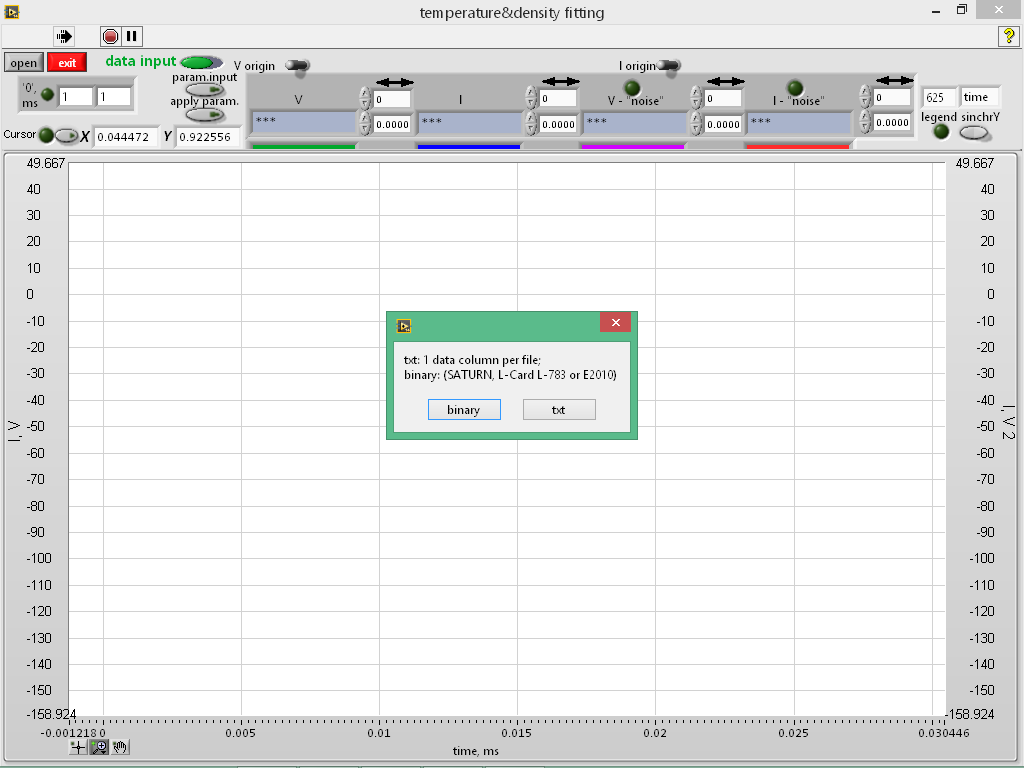 temperature&density fitting
open exit data input V origin I origin
param.input
'0', ms 1 1
apply param.
V 0 I 0 V - "noise" 0 I - "noise" 0 625 time
*** 0.0000 *** 0.0000 *** 0.0000 *** 0.0000
legend sinchrY
Cursor X 0.044472 Y 0.922556
49.667 49.667
40 40
30 30
20 20
10 10
0 0
-10 -10
-20 -20
-30 -30
-40 -40
-50 -50
-60 -60
-70 -70
-80 -80
-90 -90
-100 -100
-110 -110
-120 -120
-130 -130
-140 -140
-150 -150
-158.924 -158.924
I, V
I, V 2
txt: 1 data column per file;
binary: (SATURN, L-Card L-783 or E2010)
binary txt
-0.001218 0 0.005 0.01 0.015 0.02 0.025 0.030446
time, ms